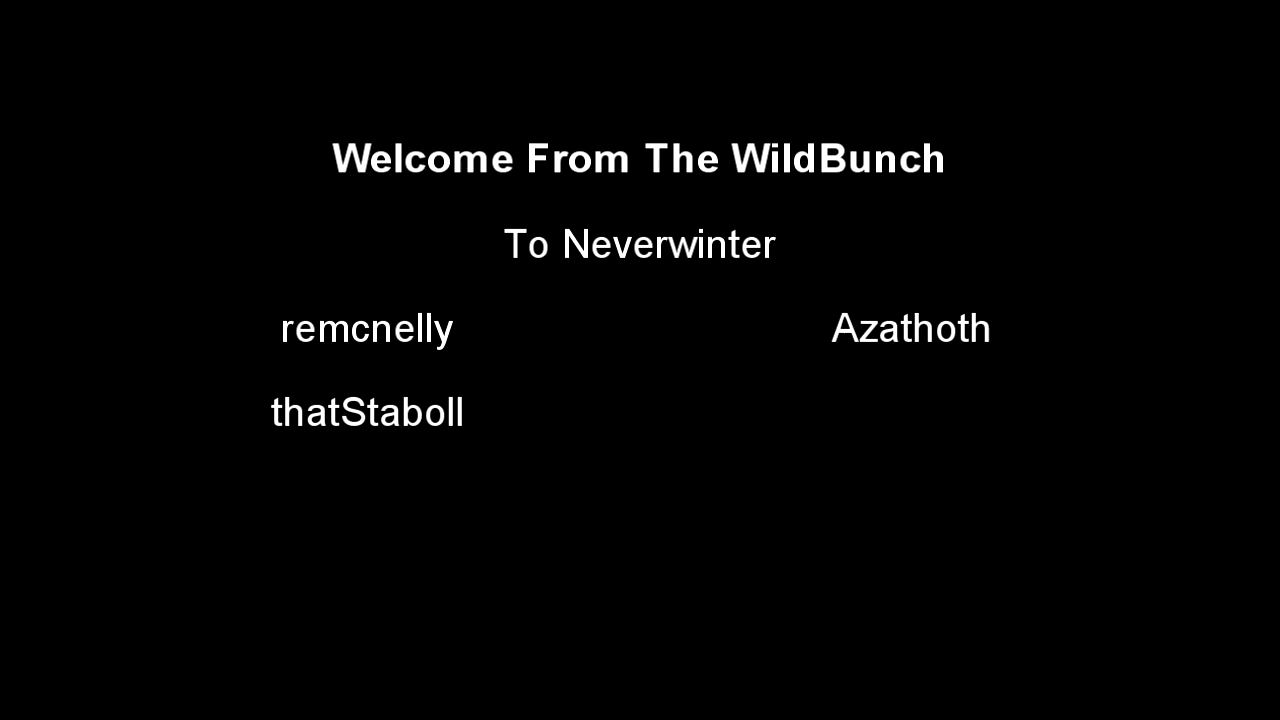 Welcome From The WildBunch
To Neverwinter
remcnelly Azathoth
thatStaboll